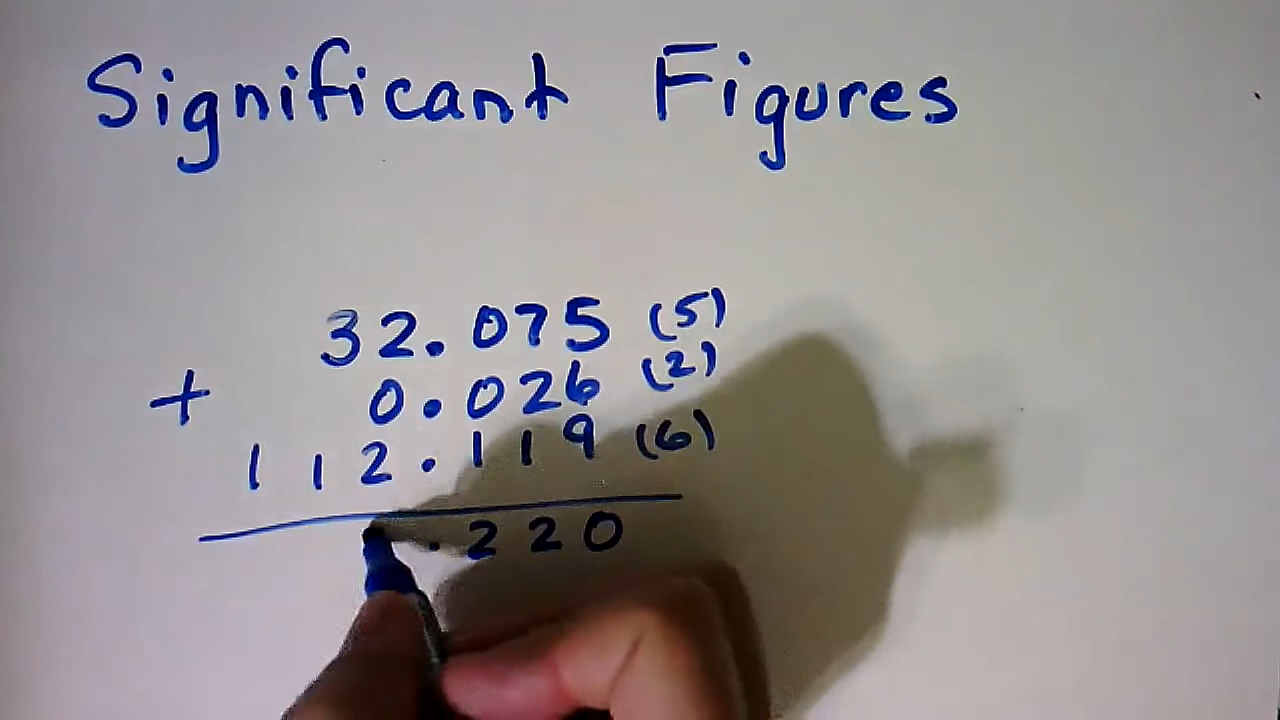 Significant Figures
32.075 (5)
+ 0.026 (2)
112.119 (6)
.220